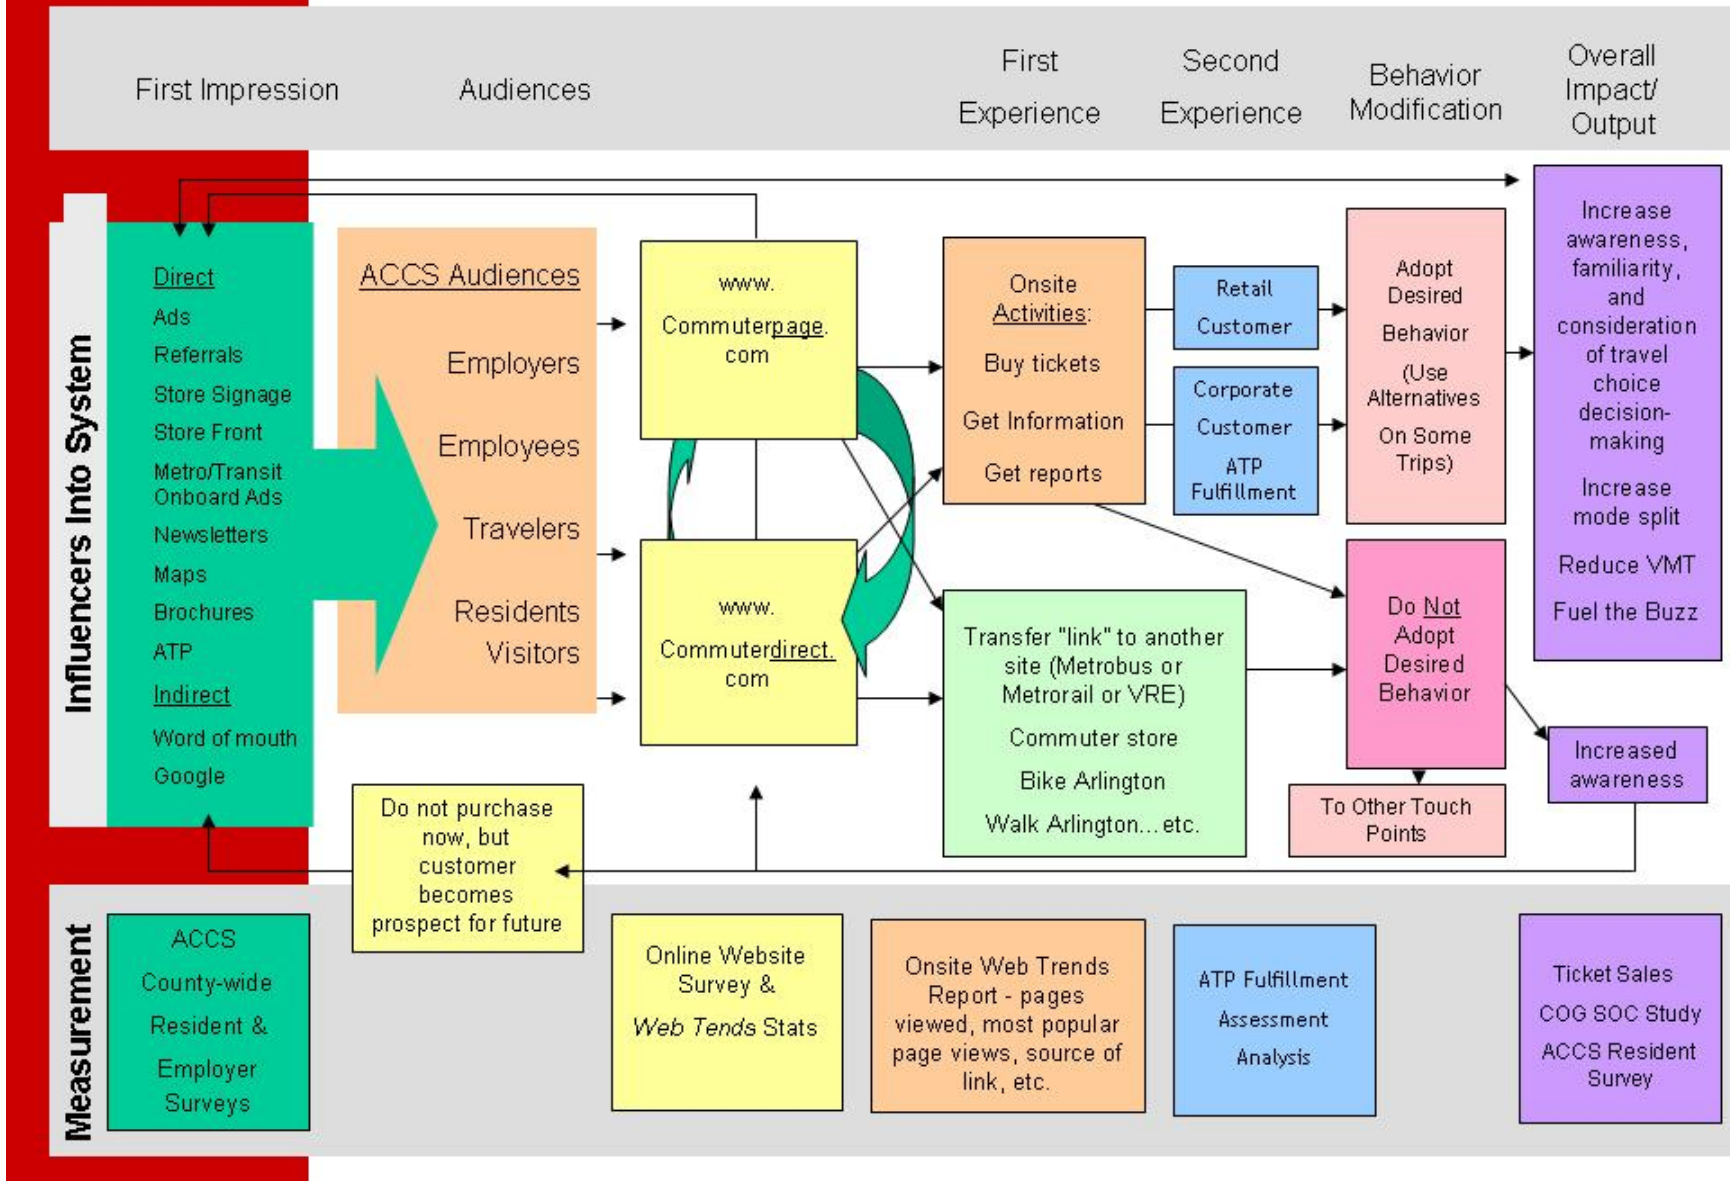 First Impression
Audiences
First
Experience
Second
Experience
Behavior
Modification
Overall
Impact/
Output
Influencers Into System
Direct
Ads
Referrals
Store Signage
Store Front
Metro/Transit
Onboard Ads
Newsletters
Maps
Brochures
ATP
Indirect
Word of mouth
Google
ACCS Audiences
Employers
Employees
Travelers
Residents
Visitors
www.
Commuterpage.
com
www.
Commuterdirect.
com
Onsite
Activities:
Buy tickets
Get Information
Get reports
Transfer "link" to another
site (Metrobus or
Metrorail or VRE)
Commuter store
Bike Arlington
Walk Arlington...etc.
Retail
Customer
Corporate
Customer
ATP
Fulfillment
Adopt
Desired
Behavior
(Use
Alternatives
On Some
Trips)
Do Not
Adopt
Desired
Behavior
To Other Touch
Points
Increase
awareness,
familiarity,
and
consideration
of travel
choice
decision-
making
Increase
mode split
Reduce VMT
Fuel the Buzz
Increased
awareness
Do not purchase
now, but
customer
becomes
prospect for future
Measurement
ACCS
County-wide
Resident &
Employer
Surveys
Online Website
Survey &
Web Tends Stats
Onsite Web Trends
Report - pages
viewed, most popular
page views, source of
link, etc.
ATP Fulfillment
Assessment
Analysis
Ticket Sales
COG SOC Study
ACCS Resident
Survey